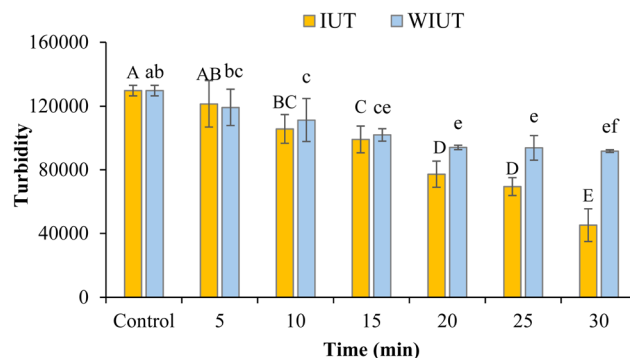 IUT WIUT
160000
120000
80000
40000
0
Turbidity
A ab AB bc BC c C ce D e D e E ef
Control 5 10 15 20 25 30
Time (min)